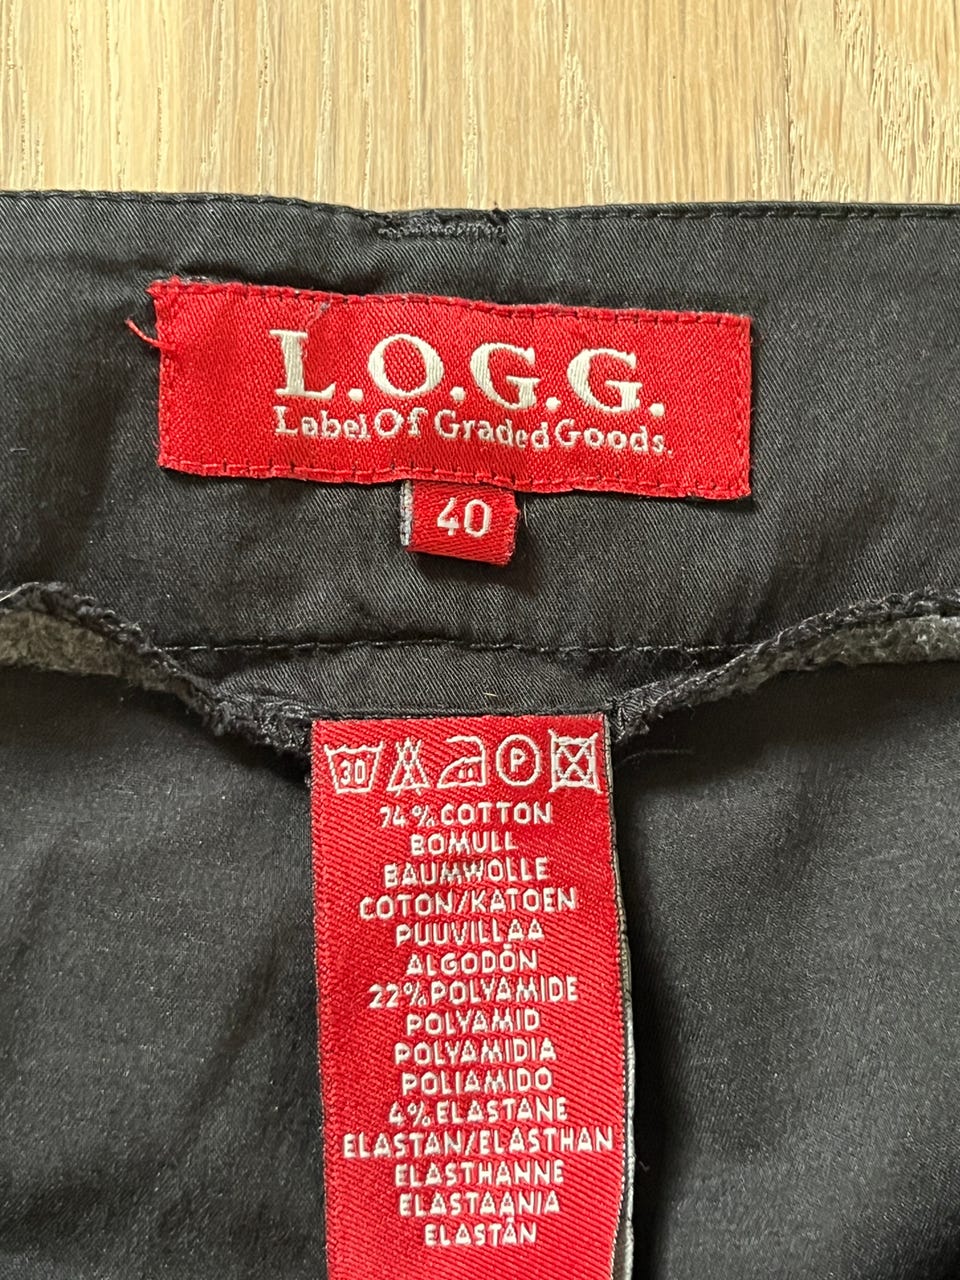 L.O.G.G.
Label Of Graded Goods.
40
30 P
74% COTTON
BOMULL
BAUMWOLLE
COTON/KATOEN
PUUVILLAA
ALGODÓN
22% POLYAMIDE
POLYAMID
POLYAMIDIA
POLIAMIDO
4% ELASTANE
ELASTAN/ELASTHAN
ELASTHANNE
ELASTAANIA
ELASTÁN